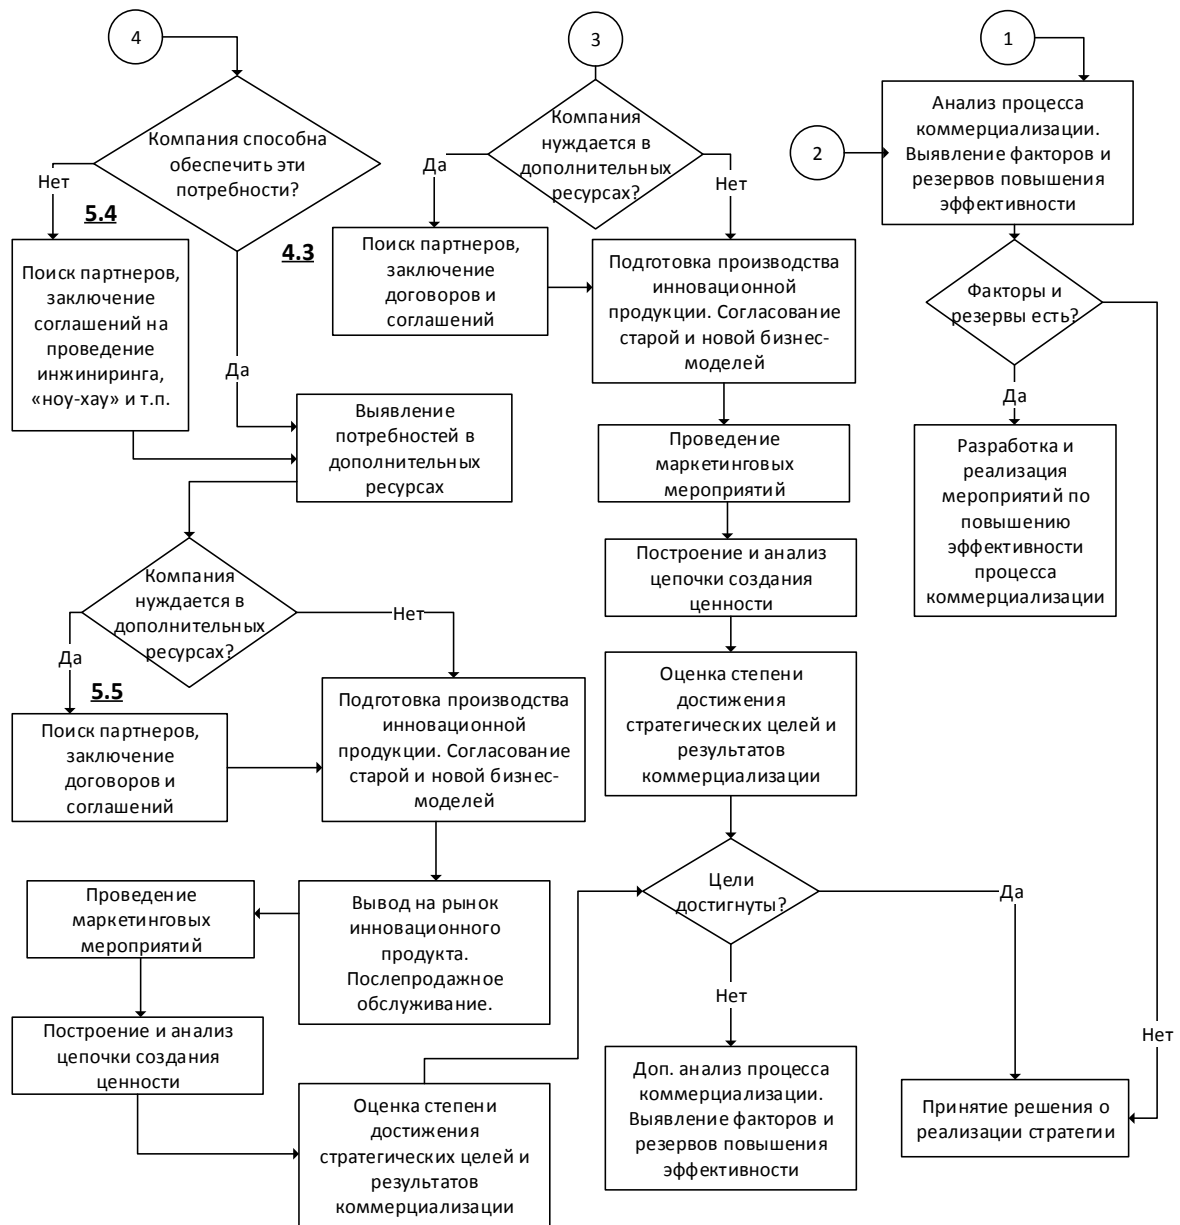 4
Компания способна
обеспечить эти
потребности?
Нет
5.4
Поиск партнеров,
заключение
соглашений на
проведение
инжиниринга,
«ноу-хау» и т.п.
Да
Выявление
потребностей в
дополнительных
ресурсах
Компания
нуждается в
дополнительных
ресурсах?
Да
Нет
5.5
Поиск партнеров,
заключение
договоров и
соглашений
Подготовка производства
инновационной
продукции. Согласование
старой и новой бизнес-
моделей
Вывод на рынок
инновационного
продукта.
Послепродажное
обслуживание.
Проведение
маркетинговых
мероприятий
Построение и анализ
цепочки создания
ценности
Оценка степени
достижения
стратегических целей и
результатов
коммерциализации
3
Компания
нуждается в
дополнительных
ресурсах?
Да
Нет
4.3
Поиск партнеров,
заключение
договоров и
соглашений
Подготовка производства
инновационной
продукции. Согласование
старой и новой бизнес-
моделей
Проведение
маркетинговых
мероприятий
Построение и анализ
цепочки создания
ценности
Оценка степени
достижения
стратегических целей и
результатов
коммерциализации
Цели
достигнуты?
Да
Нет
Доп. анализ процесса
коммерциализации.
Выявление факторов и
резервов повышения
эффективности
1
2
Анализ процесса
коммерциализации.
Выявление факторов и
резервов повышения
эффективности
Факторы и
резервы есть?
Да
Разработка и
реализация
мероприятий по
повышению
эффективности
процесса
коммерциализации
Нет
Принятие решения о
реализации стратегии